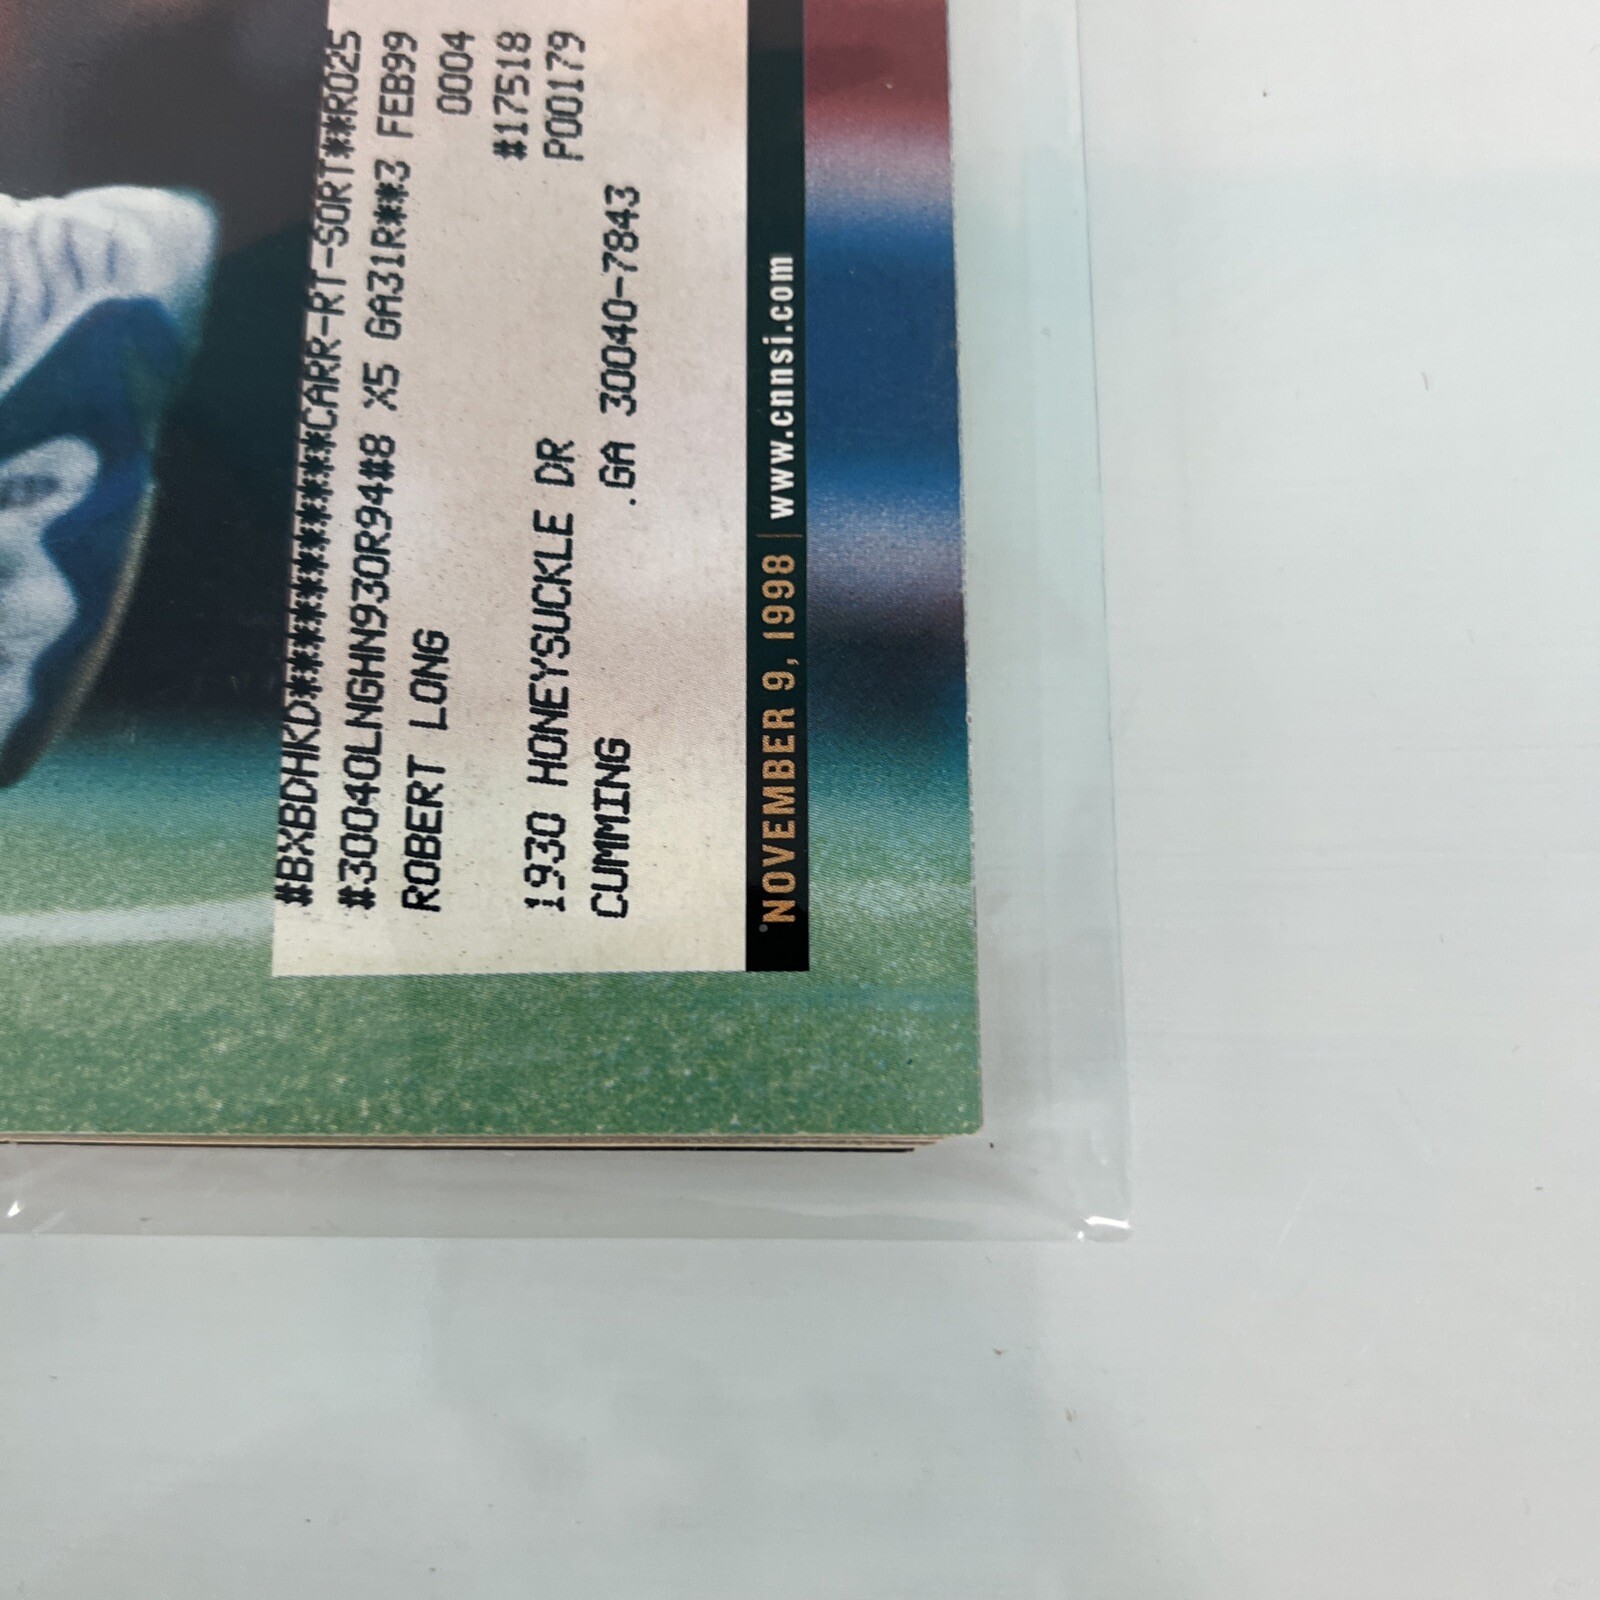 #BXBDHKD*****************CARR-RT-SORT**R025
#30040LNGHN930R94#8 X5 GA31R**3 FEB99
ROBERT LONG 0004
#17518
1930 HONEYSUCKLE DR P00179
CUMMING .GA 30040-7843
NOVEMBER 9, 1998 | www.cnnsi.com